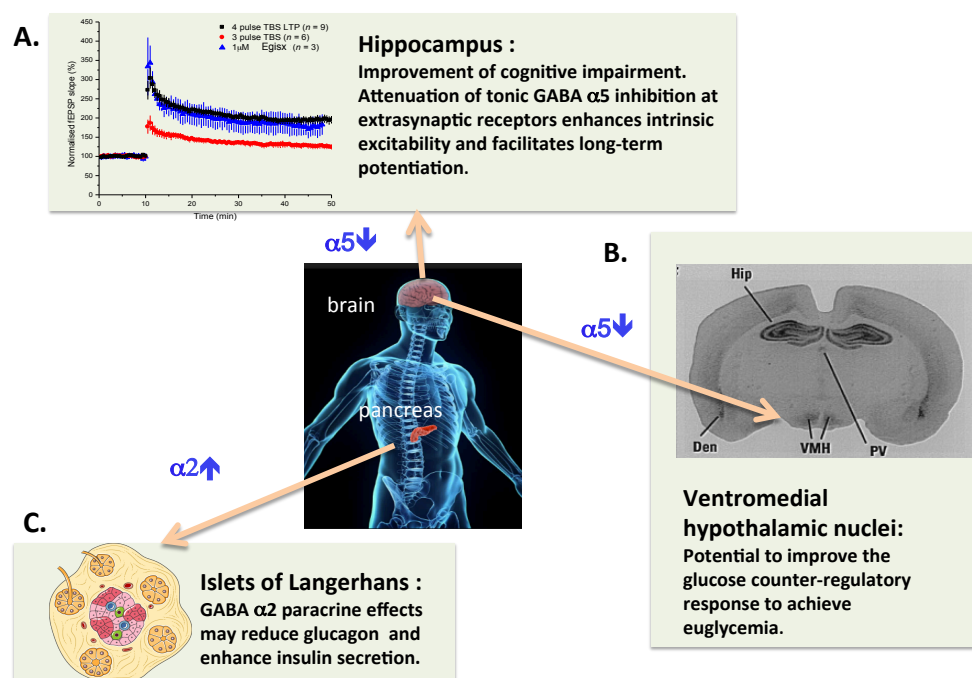 A.
4 pulse TBS LTP (n = 9)
3 pulse TBS (n = 6)
1μM Egisx (n = 3)
Normalised fEPSP slope (%)
450
400
350
300
250
200
150
100
50
0
0 10 20 30 40 50
Time (min)
Hippocampus :
Improvement of cognitive impairment.
Attenuation of tonic GABA α5 inhibition at
extrasynaptic receptors enhances intrinsic
excitability and facilitates long-term
potentiation.
α5
brain
pancreas
α5
B.
Hip
Den
VMH
PV
Ventromedial
hypothalamic nuclei:
Potential to improve the
glucose counter-regulatory
response to achieve
euglycemia.
α2
C.
Islets of Langerhans :
GABA α2 paracrine effects
may reduce glucagon and
enhance insulin secretion.